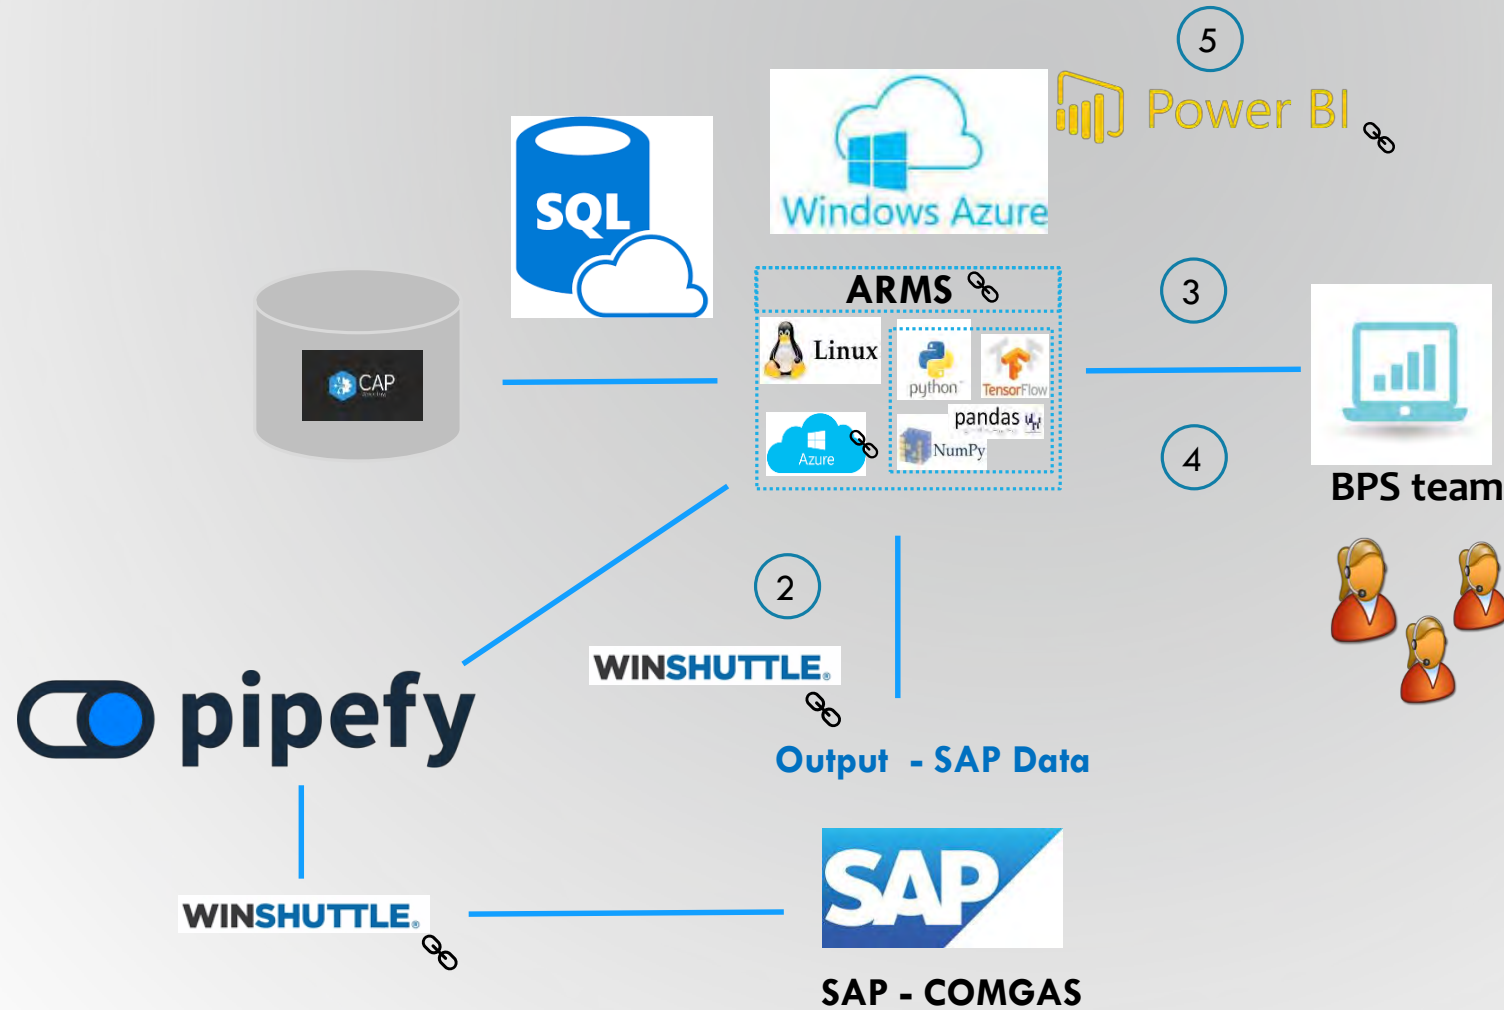 5
Power BI
Windows Azure
SQL
ARMS
3
Linux
python
TensorFlow
CAP
pandas
NumPy
Azure
4
BPS team
2
WINSHUTTLE®
pipefy
Output - SAP Data
SAP
WINSHUTTLE®
SAP - COMGAS